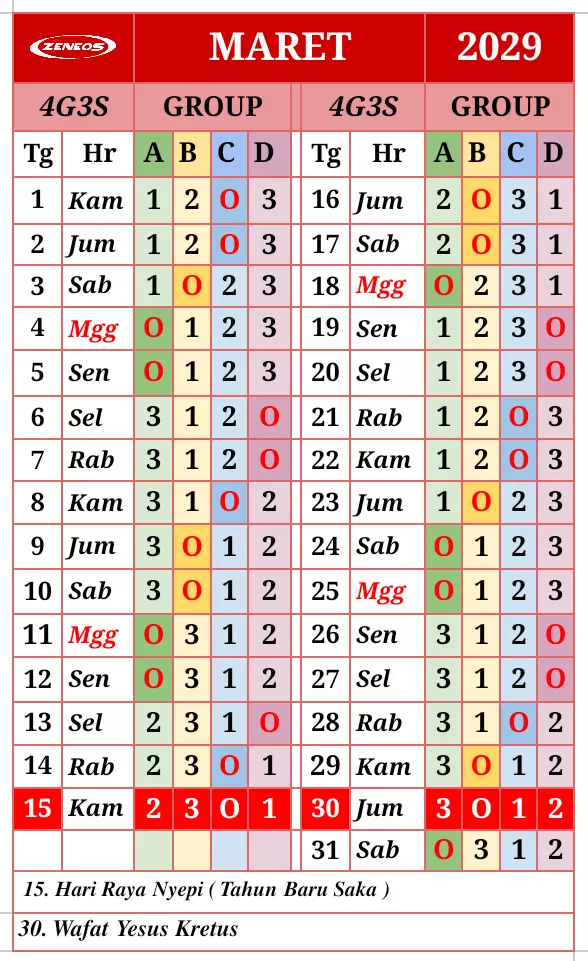 ZENEOS MARET 2029
4G3S GROUP 4G3S GROUP
Tg Hr A B C D Tg Hr A B C D
1 Kam 1 2 O 3 16 Jum 2 O 3 1
2 Jum 1 2 O 3 17 Sab 2 O 3 1
3 Sab 1 O 2 3 18 Mgg O 2 3 1
4 Mgg O 1 2 3 19 Sen 1 2 3 O
5 Sen O 1 2 3 20 Sel 1 2 3 O
6 Sel 3 1 2 O 21 Rab 1 2 O 3
7 Rab 3 1 2 O 22 Kam 1 2 O 3
8 Kam 3 1 O 2 23 Jum 1 O 2 3
9 Jum 3 O 1 2 24 Sab O 1 2 3
10 Sab 3 O 1 2 25 Mgg O 1 2 3
11 Mgg O 3 1 2 26 Sen 3 1 2 O
12 Sen O 3 1 2 27 Sel 3 1 2 O
13 Sel 2 3 1 O 28 Rab 3 1 O 2
14 Rab 2 3 O 1 29 Kam 3 O 1 2
15 Kam 2 3 O 1 30 Jum 3 O 1 2
31 Sab O 3 1 2
15. Hari Raya Nyepi ( Tahun Baru Saka )
30. Wafat Yesus Kretus